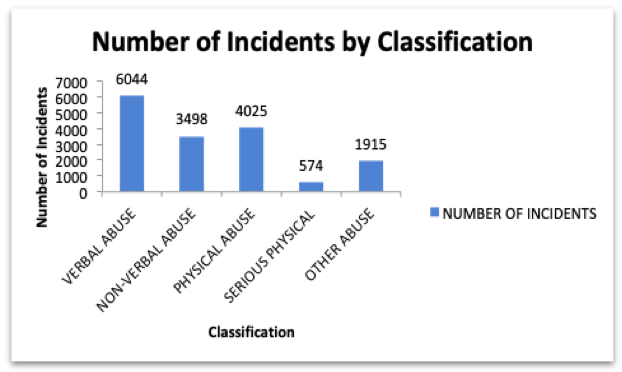 Number of Incidents by Classification
Number of Incidents
7000
6000
5000
4000
3000
2000
1000
0
6044
3498
4025
574
1915
VERBAL ABUSE
NON-VERBAL ABUSE
PHYSICAL ABUSE
SERIOUS PHYSICAL
OTHER ABUSE
Classification
NUMBER OF INCIDENTS